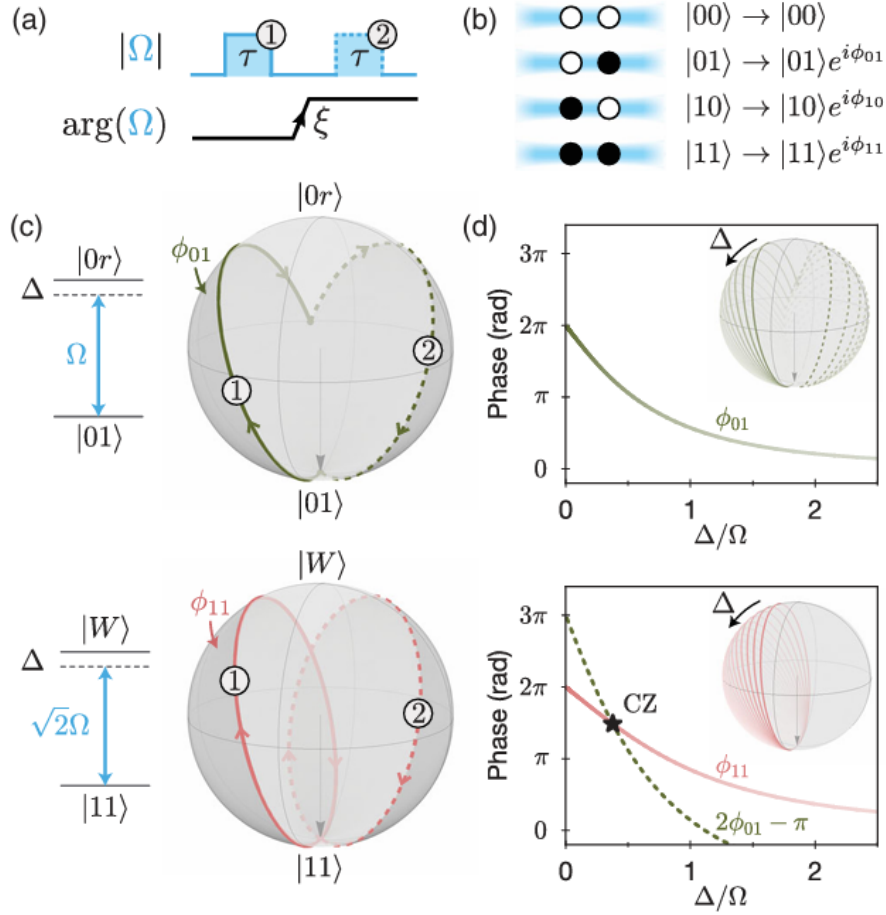 (a)
|Ω|
τ
1
τ
2
arg(Ω)
ξ
(b)
|00⟩ → |00⟩
|01⟩ → |01⟩e^{iϕ₀₁}
|10⟩ → |10⟩e^{iϕ₁₀}
|11⟩ → |11⟩e^{iϕ₁₁}
(c)
|0r⟩
Δ
Ω
|01⟩
|0r⟩
ϕ₀₁
1
2
|01⟩
(d)
Phase (rad)
3π
2π
π
0
Δ
ϕ₀₁
0
1
2
Δ/Ω
|W⟩
Δ
√2Ω
|11⟩
|W⟩
ϕ₁₁
1
2
|11⟩
Phase (rad)
3π
2π
π
0
Δ
CZ
ϕ₁₁
2ϕ₀₁ − π
0
1
2
Δ/Ω